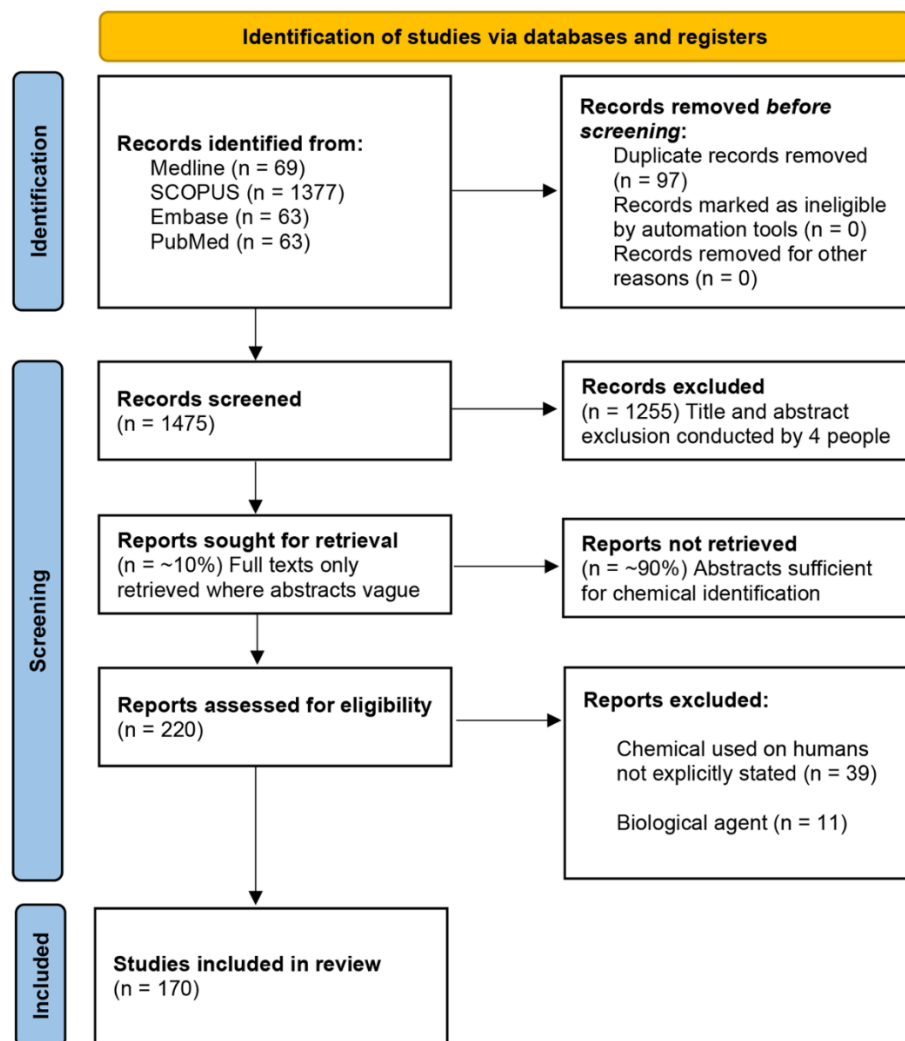 Identification of studies via databases and registers
Identification
Records identified from:
Medline (n = 69)
SCOPUS (n = 1377)
Embase (n = 63)
PubMed (n = 63)
Records removed before
screening:
Duplicate records removed
(n = 97)
Records marked as ineligible
by automation tools (n = 0)
Records removed for other
reasons (n = 0)
Screening
Records screened
(n = 1475)
Records excluded
(n = 1255) Title and abstract
exclusion conducted by 4 people
Reports sought for retrieval
(n = ~10%) Full texts only
retrieved where abstracts vague
Reports not retrieved
(n = ~90%) Abstracts sufficient
for chemical identification
Reports assessed for eligibility
(n = 220)
Reports excluded:
Chemical used on humans
not explicitly stated (n = 39)
Biological agent (n = 11)
Included
Studies included in review
(n = 170)